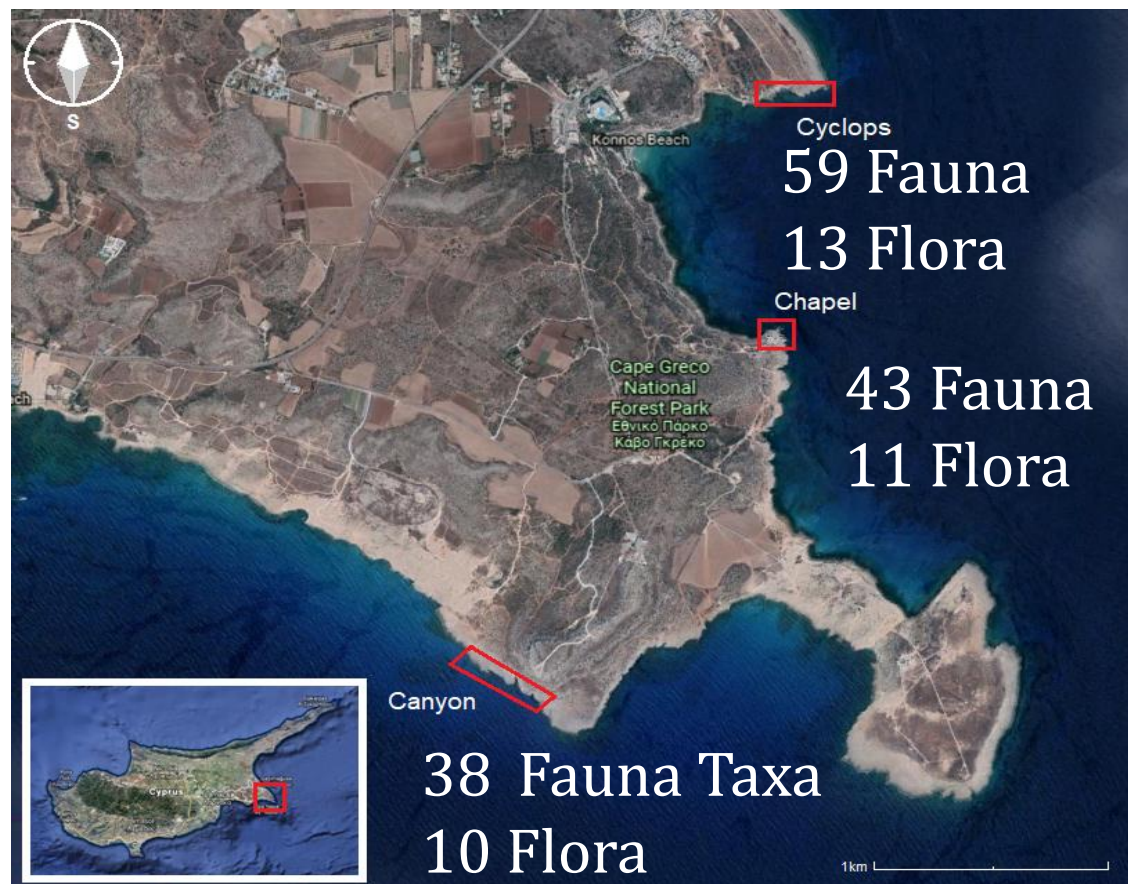 S
Konnos Beach
Cyclops
59 Fauna
13 Flora
Chapel
Cape Greco
National
Forest Park
Εθνικό Πάρκο
Κάβο Γκρέκο
43 Fauna
11 Flora
ch
Canyon
38 Fauna Taxa
10 Flora
Cyprus
1km